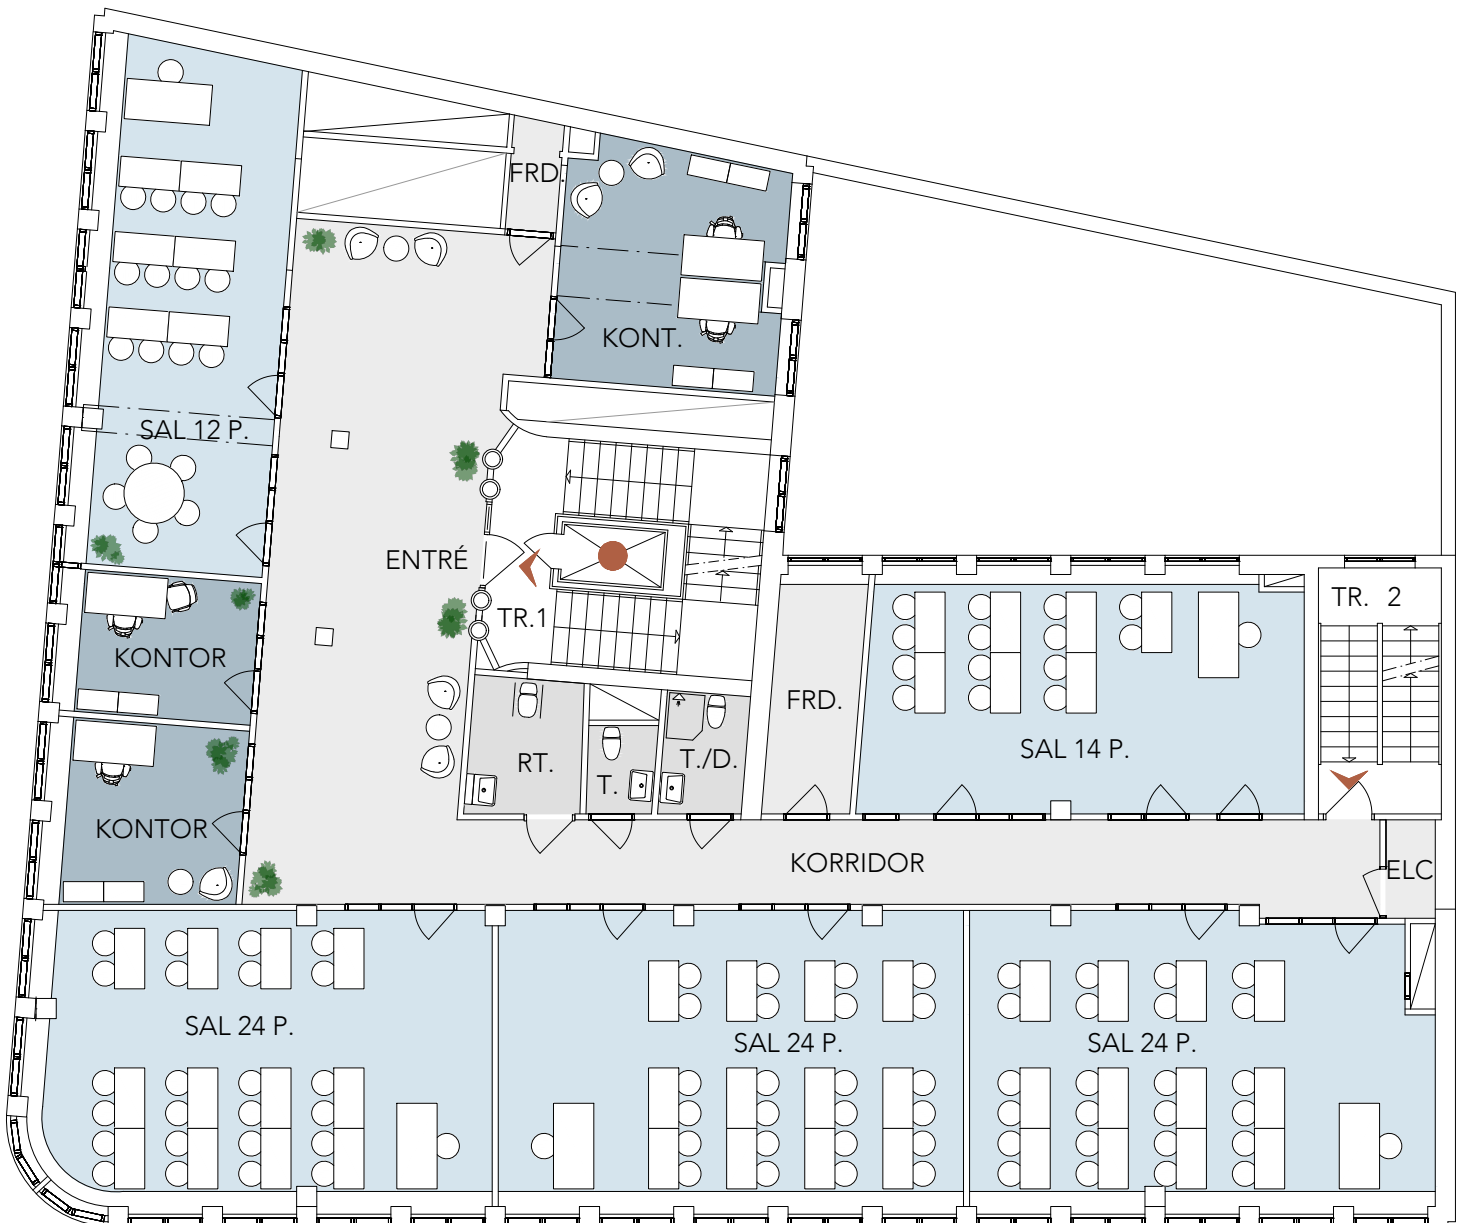 FRD.
KONT.
SAL 12 P.
ENTRÉ
TR.1
TR. 2
KONTOR
FRD.
SAL 14 P.
RT.
T.
T./D.
KONTOR
KORRIDOR
ELC
SAL 24 P.
SAL 24 P.
SAL 24 P.